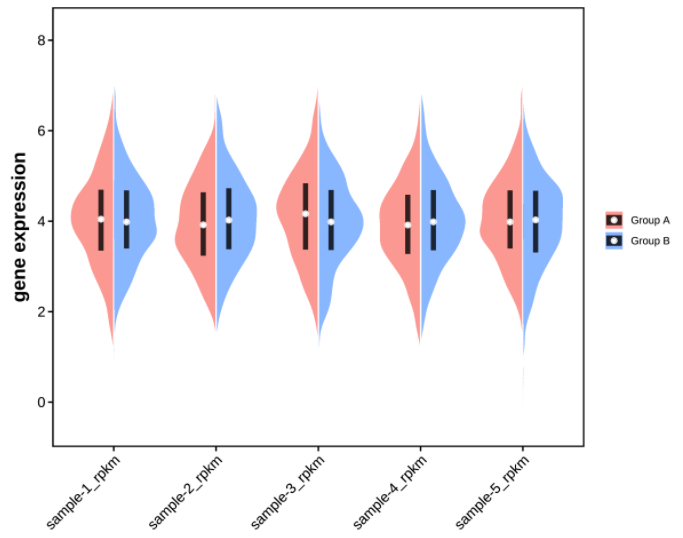 gene expression
8
6
4
2
0
sample-1_rpkm
sample-2_rpkm
sample-3_rpkm
sample-4_rpkm
sample-5_rpkm
Group A
Group B